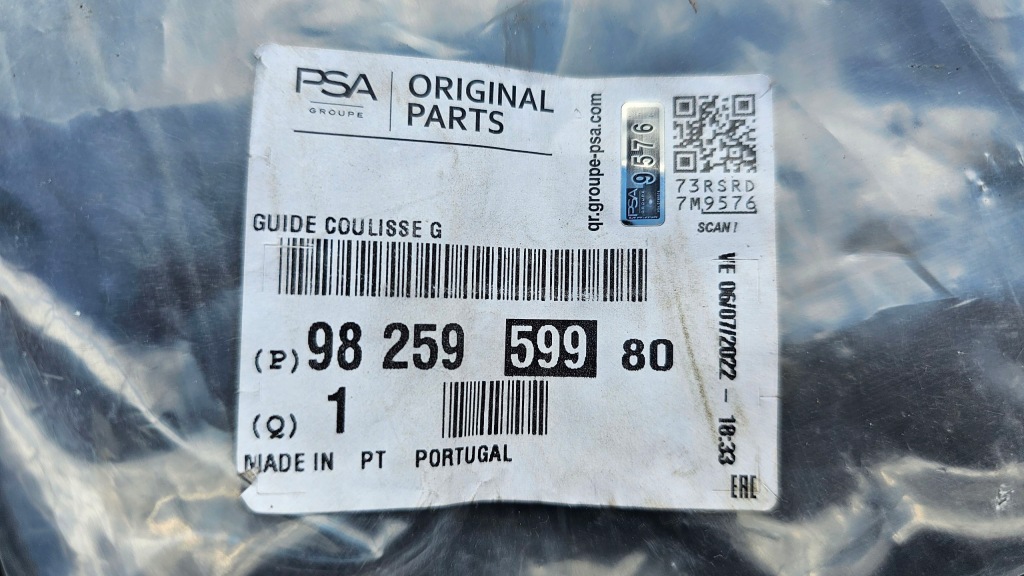 PSA
GROUPE
ORIGINAL
PARTS
qr.groupe-psa.com
9576
PSA
73RSRD
7M9576
SCAN!
GUIDE COULISSE G
(P) 98 259 599 80
(Q) 1
MADE IN PT PORTUGAL
VE 06/07/2022 - 16:33
EAC